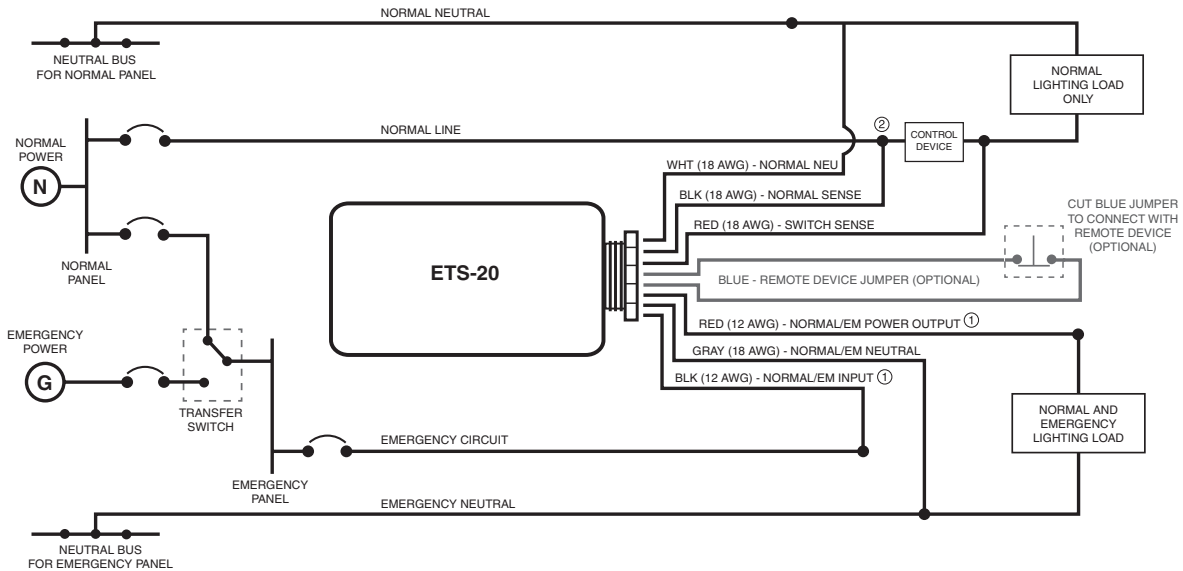 NORMAL NEUTRAL
NEUTRAL BUS
FOR NORMAL PANEL
NORMAL
LIGHTING LOAD
ONLY
NORMAL LINE
②
CONTROL
DEVICE
NORMAL
POWER
N
WHT (18 AWG) - NORMAL NEU
BLK (18 AWG) - NORMAL SENSE
RED (18 AWG) - SWITCH SENSE
CUT BLUE JUMPER
TO CONNECT WITH
REMOTE DEVICE
(OPTIONAL)
NORMAL
PANEL
ETS-20
BLUE - REMOTE DEVICE JUMPER (OPTIONAL)
RED (12 AWG) - NORMAL/EM POWER OUTPUT ①
GRAY (18 AWG) - NORMAL/EM NEUTRAL
BLK (12 AWG) - NORMAL/EM INPUT ①
EMERGENCY
POWER
G
TRANSFER
SWITCH
NORMAL AND
EMERGENCY
LIGHTING LOAD
EMERGENCY CIRCUIT
EMERGENCY
PANEL
EMERGENCY NEUTRAL
NEUTRAL BUS
FOR EMERGENCY PANEL